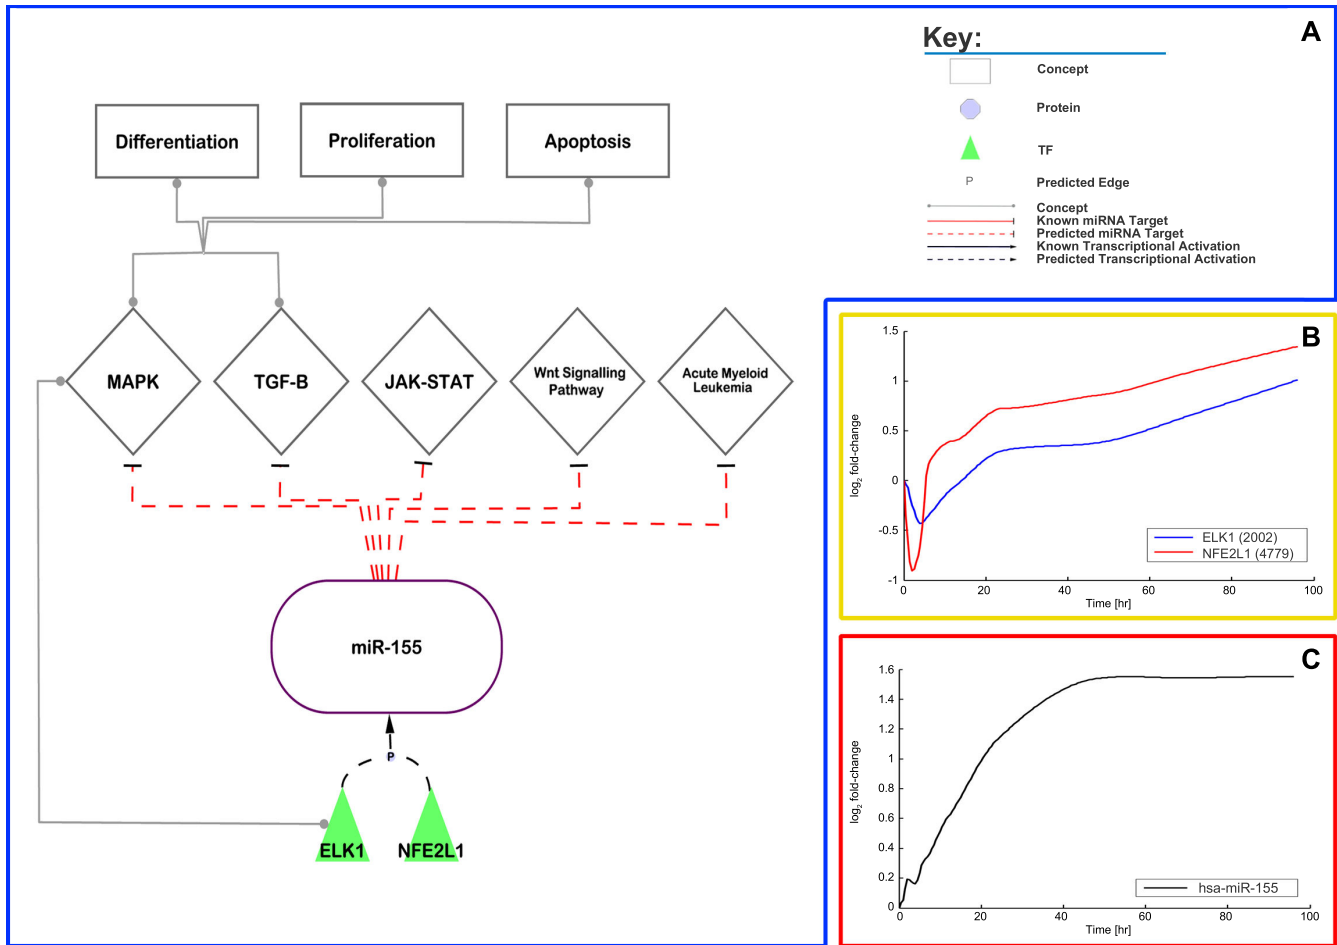 A
Key:
Concept
Protein
TF
P
Predicted Edge
Concept
Known miRNA Target
Predicted miRNA Target
Known Transcriptional Activation
Predicted Transcriptional Activation
Differentiation
Proliferation
Apoptosis
MAPK
TGF-B
JAK-STAT
Wnt Signalling
Pathway
Acute Myeloid
Leukemia
miR-155
P
ELK1
NFE2L1
B
1.5
1
0.5
0
-0.5
-1
log2 fold-change
0
20
40
60
80
100
Time [hr]
ELK1 (2002)
NFE2L1 (4779)
C
1.6
1.4
1.2
1
0.8
0.6
0.4
0.2
0
log2 fold-change
0
20
40
60
80
100
Time [hr]
hsa-miR-155